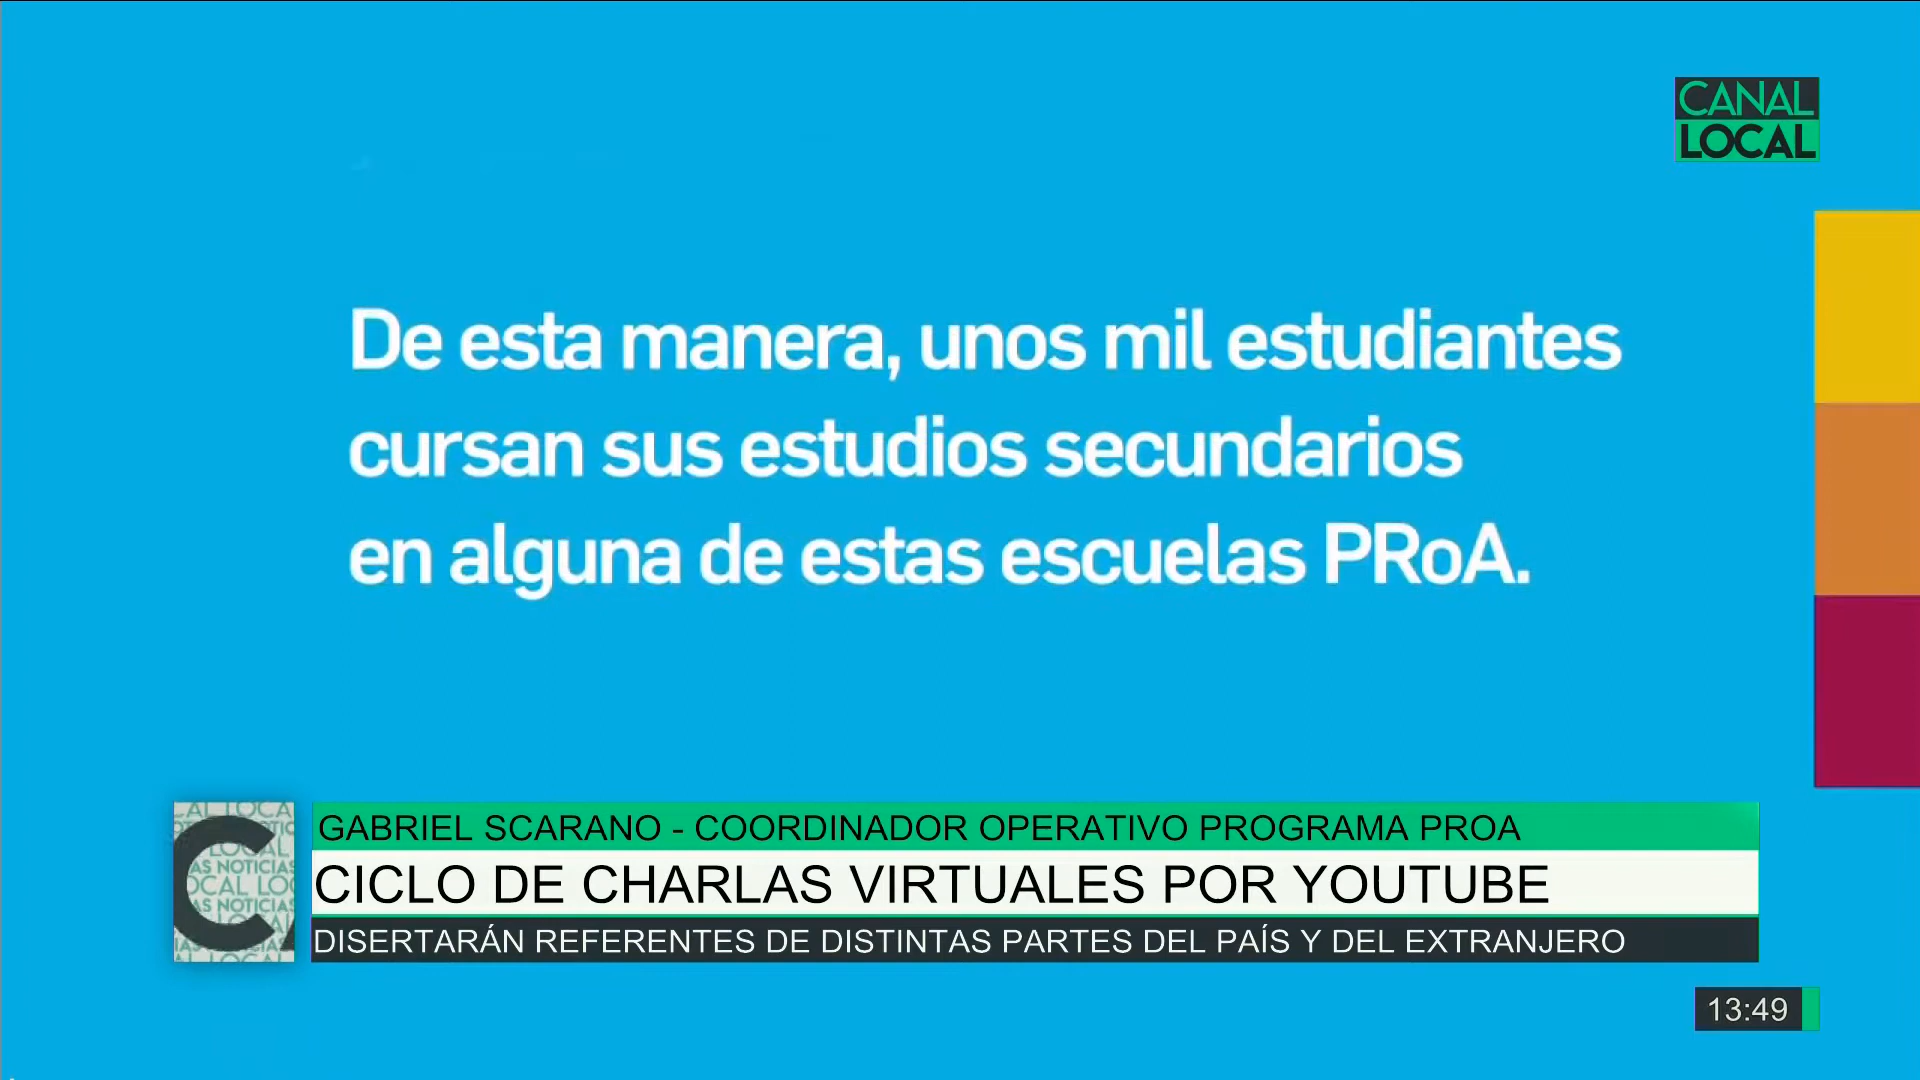 CANAL
LOCAL
De esta manera, unos mil estudiantes
cursan sus estudios secundarios
en alguna de estas escuelas PRoA.
GABRIEL SCARANO - COORDINADOR OPERATIVO PROGRAMA PROA
CICLO DE CHARLAS VIRTUALES POR YOUTUBE
DISERTARÁN REFERENTES DE DISTINTAS PARTES DEL PAÍS Y DEL EXTRANJERO
13:49